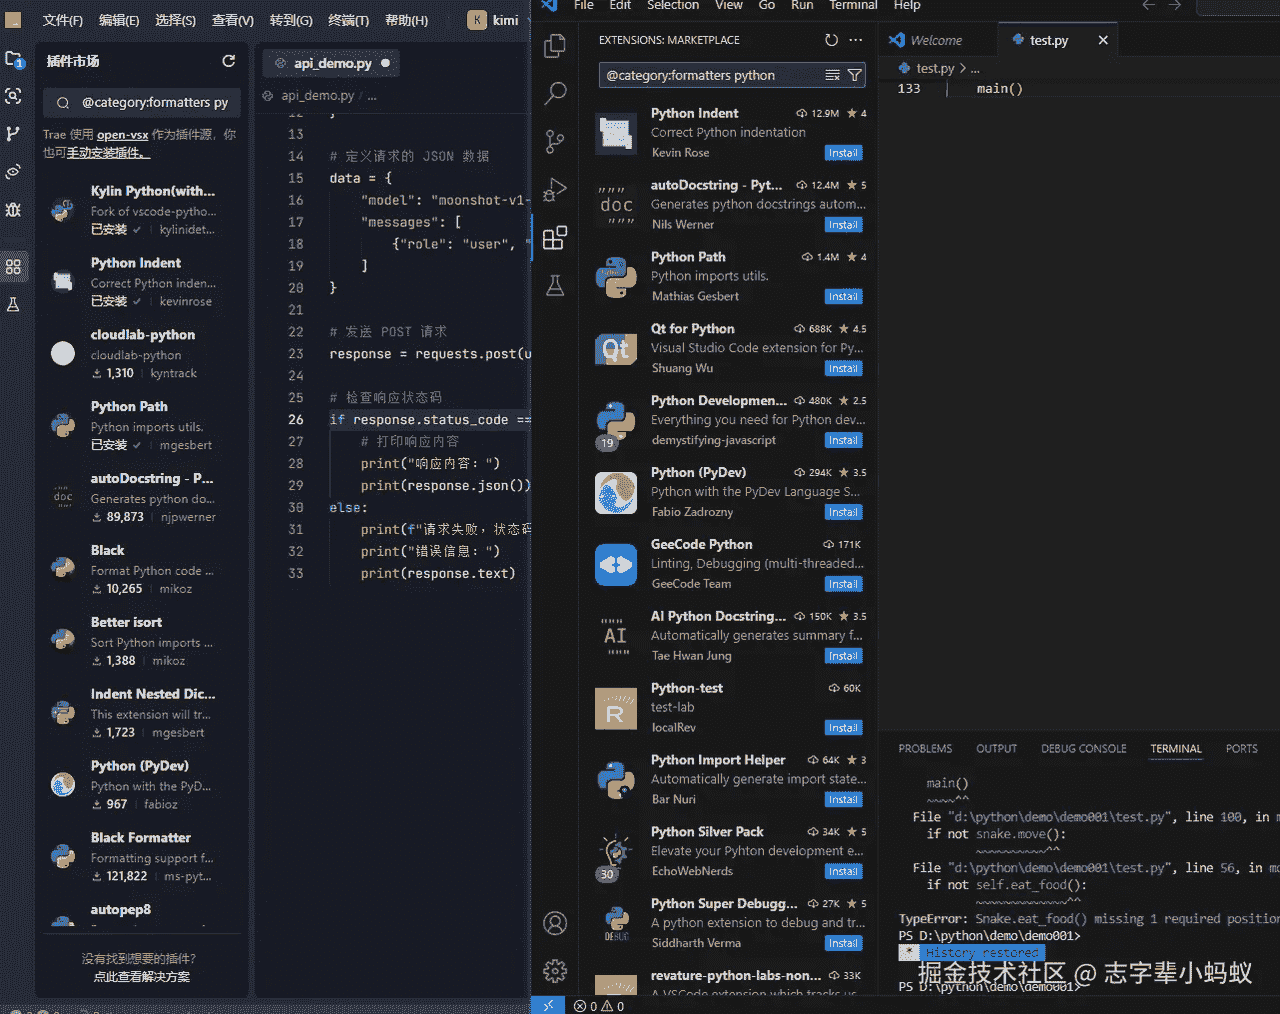 文件(F) 编辑(E) 选择(S) 查看(V) 转到(G) 终端(T) 帮助(H) K kimi
插件市场
@category:formatters py
Trae 使用 open-vsx 作为插件源，你
也可手动安装插件。
Kylin Python(with...
Fork of vscode-pytho...
已安装 kylinidet...
Python Indent
Correct Python inden...
已安装 kevinrose
cloudlab-python
cloudlab-python
1,310 kyntrack
Python Path
Python imports utils.
已安装 mgesbert
autoDocstring - P...
Generates python do...
89,873 njpwerner
Black
Format Python code ...
10,265 mikoz
Better isort
Sort Python imports ...
1,388 mikoz
Indent Nested Dic...
This extension will tr...
1,723 mgesbert
Python (PyDev)
Python with the PyD...
967 fabioz
Black Formatter
Formatting support f...
121,822 ms-pyt...
autopep8
没有找到想要的插件?
点此查看解决方案
api_demo.py
api_demo.py / ...
12 }
13
14 # 定义请求的 JSON 数据
15 data = {
16 "model": "moonshot-v1-
17 "messages": [
18 {"role": "user", "
19 ]
20 }
21
22 # 发送 POST 请求
23 response = requests.post(u
24
25 # 检查响应状态码
26 if response.status_code ==
27 # 打印响应内容
28 print("响应内容: ")
29 print(response.json())
30 else:
31 print(f"请求失败，状态码
32 print("错误信息: ")
33 print(response.text)
File Edit Selection View Go Run Terminal Help
EXTENSIONS: MARKETPLACE
@category:formatters python
Python Indent 12.9M 4
Correct Python indentation
Kevin Rose Install
autoDocstring - Pyt... 12.4M 5
Generates python docstrings autom...
Nils Werner Install
Python Path 1.4M 4
Python imports utils.
Mathias Gesbert Install
Qt for Python 688K 4.5
Visual Studio Code extension for Py...
Shuang Wu Install
Python Developmen... 480K 2.5
Everything you need for Python dev...
19 demystifying-javascript Install
Python (PyDev) 294K 3.5
Python with the PyDev Language S...
Fabio Zadrozny Install
GeeCode Python 171K
Linting, Debugging (multi-threaded...
GeeCode Team Install
AI Python Docstring... 150K 3.5
Automatically generates summary f...
Tae Hwan Jung Install
Python-test 60K
test-lab
localRev Install
Python Import Helper 64K 3
Automatically generate import state...
Bar Nuri Install
Python Silver Pack 34K 5
Elevate your Pyhton development e...
30 EchoWebNerds Install
Python Super Debugg... 27K 5
A python extension to debug and tr...
Siddharth Verma Install
revature-python-labs-non... 33K
A VSCode extension which tracks us...
0 0
Welcome test.py
test.py > ...
133 main()
PROBLEMS OUTPUT DEBUG CONSOLE TERMINAL PORTS
main()
~~~~^^
File "d:\python\demo\demo001\test.py", line 100, in m
if not snake.move():
~~~~~~~~~~^^
File "d:\python\demo\demo001\test.py", line 56, in mo
if not self.eat_food():
~~~~~~~~~~~~~^^
TypeError: Snake.eat_food() missing 1 required position
PS D:\python\demo\demo001>
* History restored
PS D:\python\demo\demo001>
掘金技术社区 @ 志字辈小蚂蚁